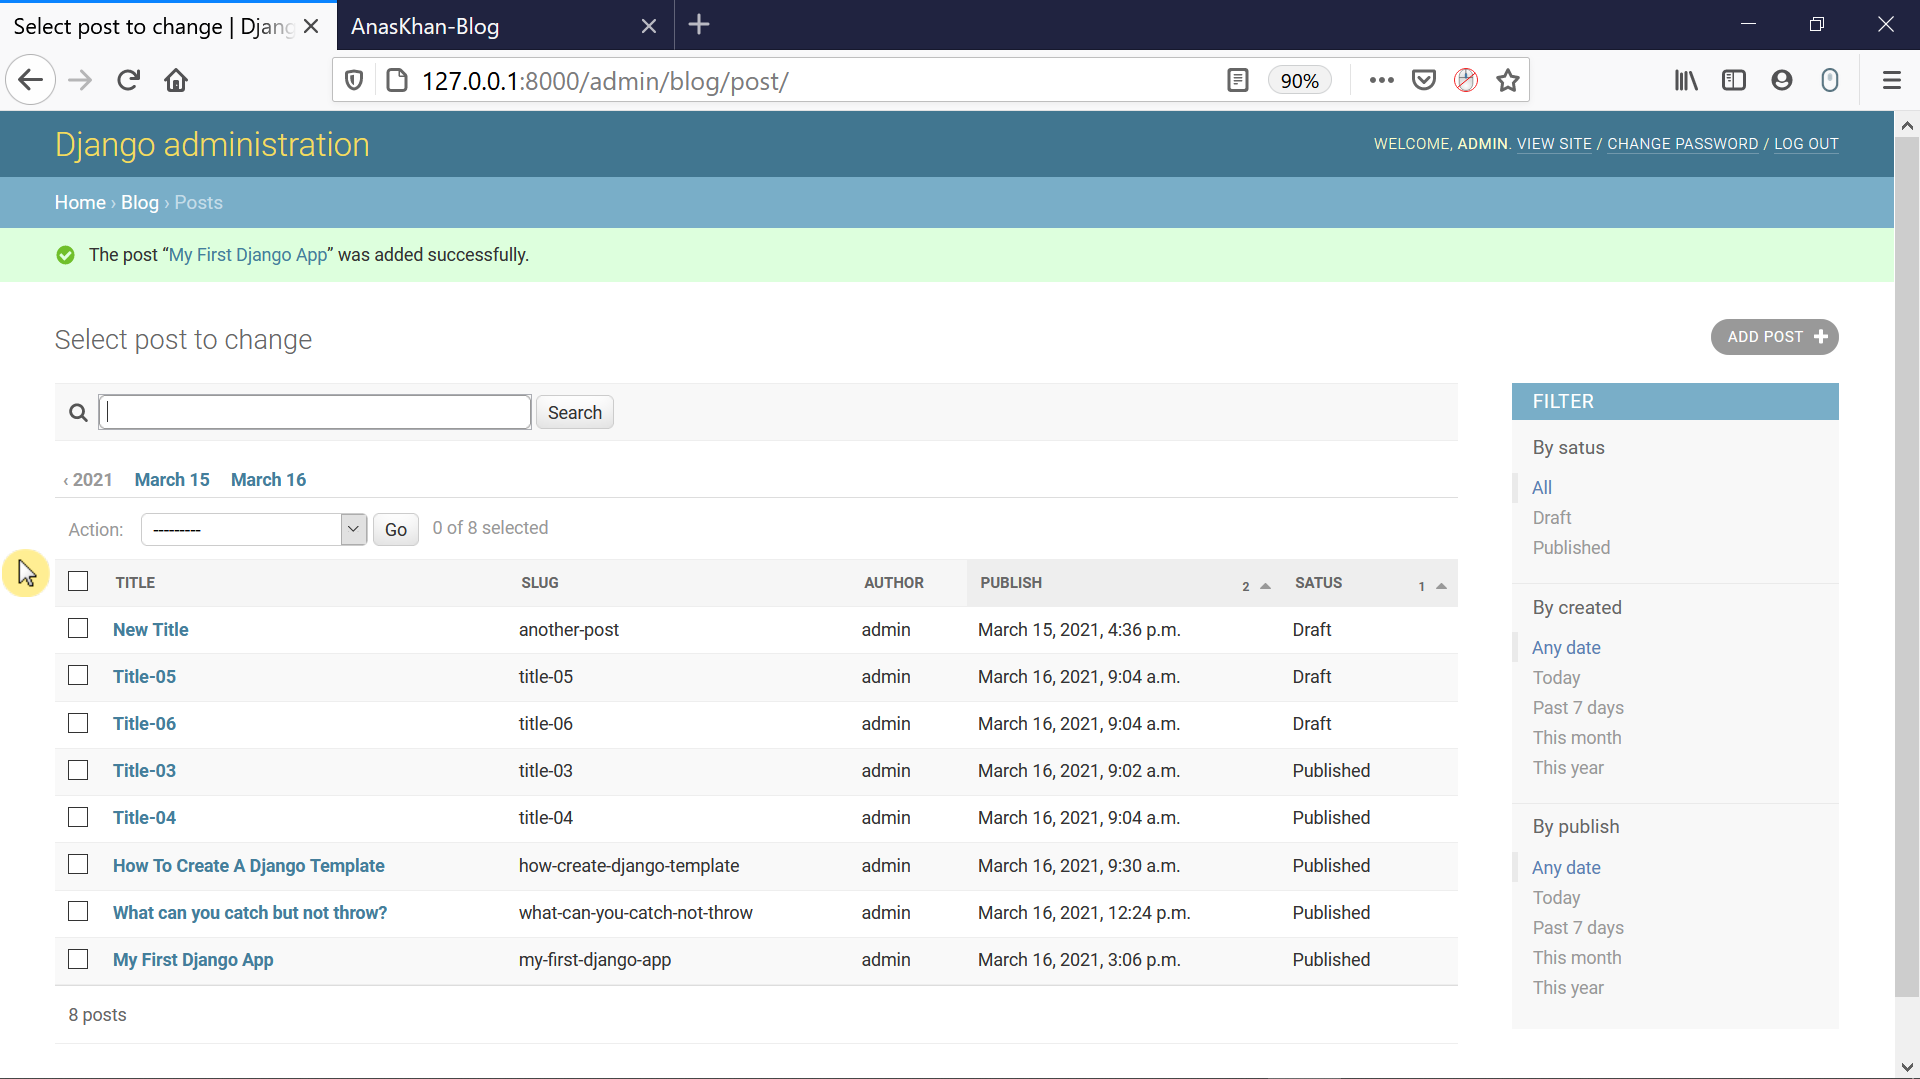 Select post to change | Djang
AnasKhan-Blog
127.0.0.1:8000/admin/blog/post/
90%
Django administration
WELCOME, ADMIN. VIEW SITE / CHANGE PASSWORD / LOG OUT
Home › Blog › Posts
The post “My First Django App” was added successfully.
Select post to change
ADD POST
Search
‹ 2021 March 15 March 16
Action: --------- Go 0 of 8 selected
TITLE SLUG AUTHOR PUBLISH 2 SATUS 1
New Title another-post admin March 15, 2021, 4:36 p.m. Draft
Title-05 title-05 admin March 16, 2021, 9:04 a.m. Draft
Title-06 title-06 admin March 16, 2021, 9:04 a.m. Draft
Title-03 title-03 admin March 16, 2021, 9:02 a.m. Published
Title-04 title-04 admin March 16, 2021, 9:04 a.m. Published
How To Create A Django Template how-create-django-template admin March 16, 2021, 9:30 a.m. Published
What can you catch but not throw? what-can-you-catch-not-throw admin March 16, 2021, 12:24 p.m. Published
My First Django App my-first-django-app admin March 16, 2021, 3:06 p.m. Published
8 posts
FILTER
By satus
All
Draft
Published
By created
Any date
Today
Past 7 days
This month
This year
By publish
Any date
Today
Past 7 days
This month
This year